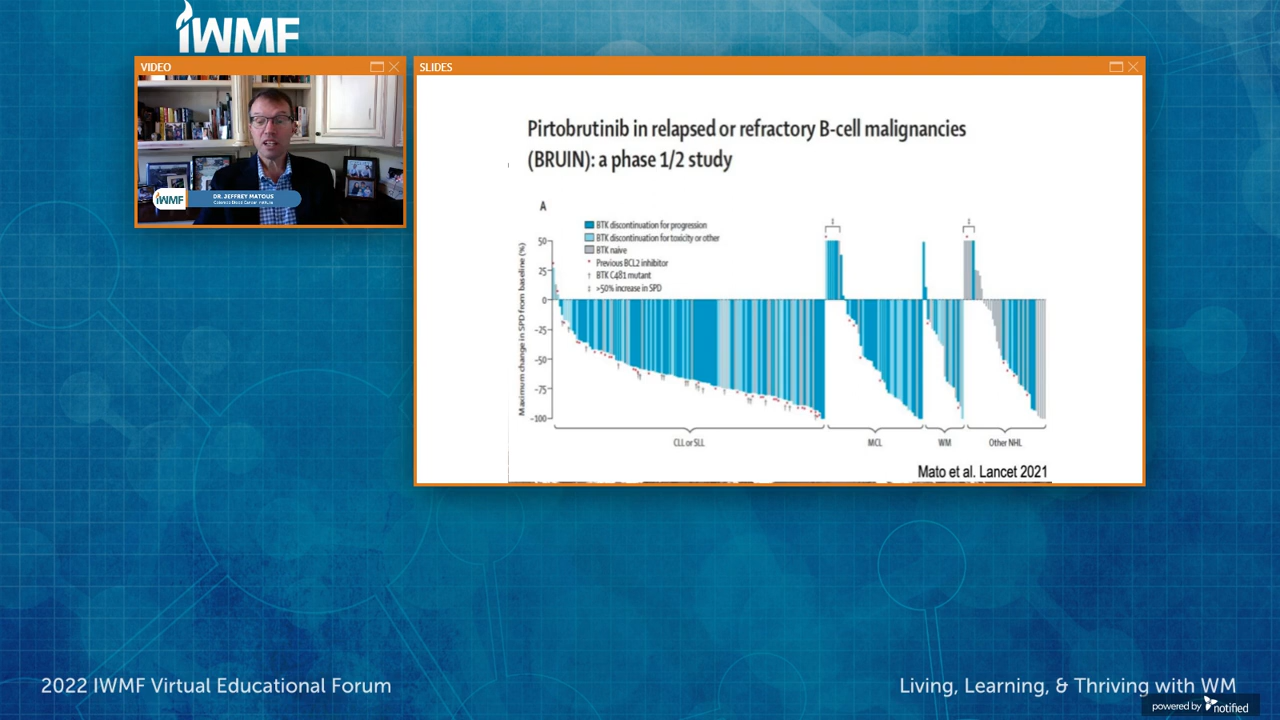 iWMF
VIDEO
SLIDES
iWMF
DR. JEFFREY MATOUS
Colorado Blood Cancer Institute
Pirtobrutinib in relapsed or refractory B-cell malignancies
(BRUIN): a phase 1/2 study
A
BTK discontinuation for progression
BTK discontinuation for toxicity or other
BTK naive
* Previous BCL2 inhibitor
† BTK C481 mutant
‡ >50% increase in SPD
Maximum change in SPD from baseline (%)
50
25
0
-25
-50
-75
-100
‡
‡
CLL or SLL
MCL
WM
Other NHL
Mato et al. Lancet 2021
2022 IWMF Virtual Educational Forum
Living, Learning, & Thriving with WM
powered by notified